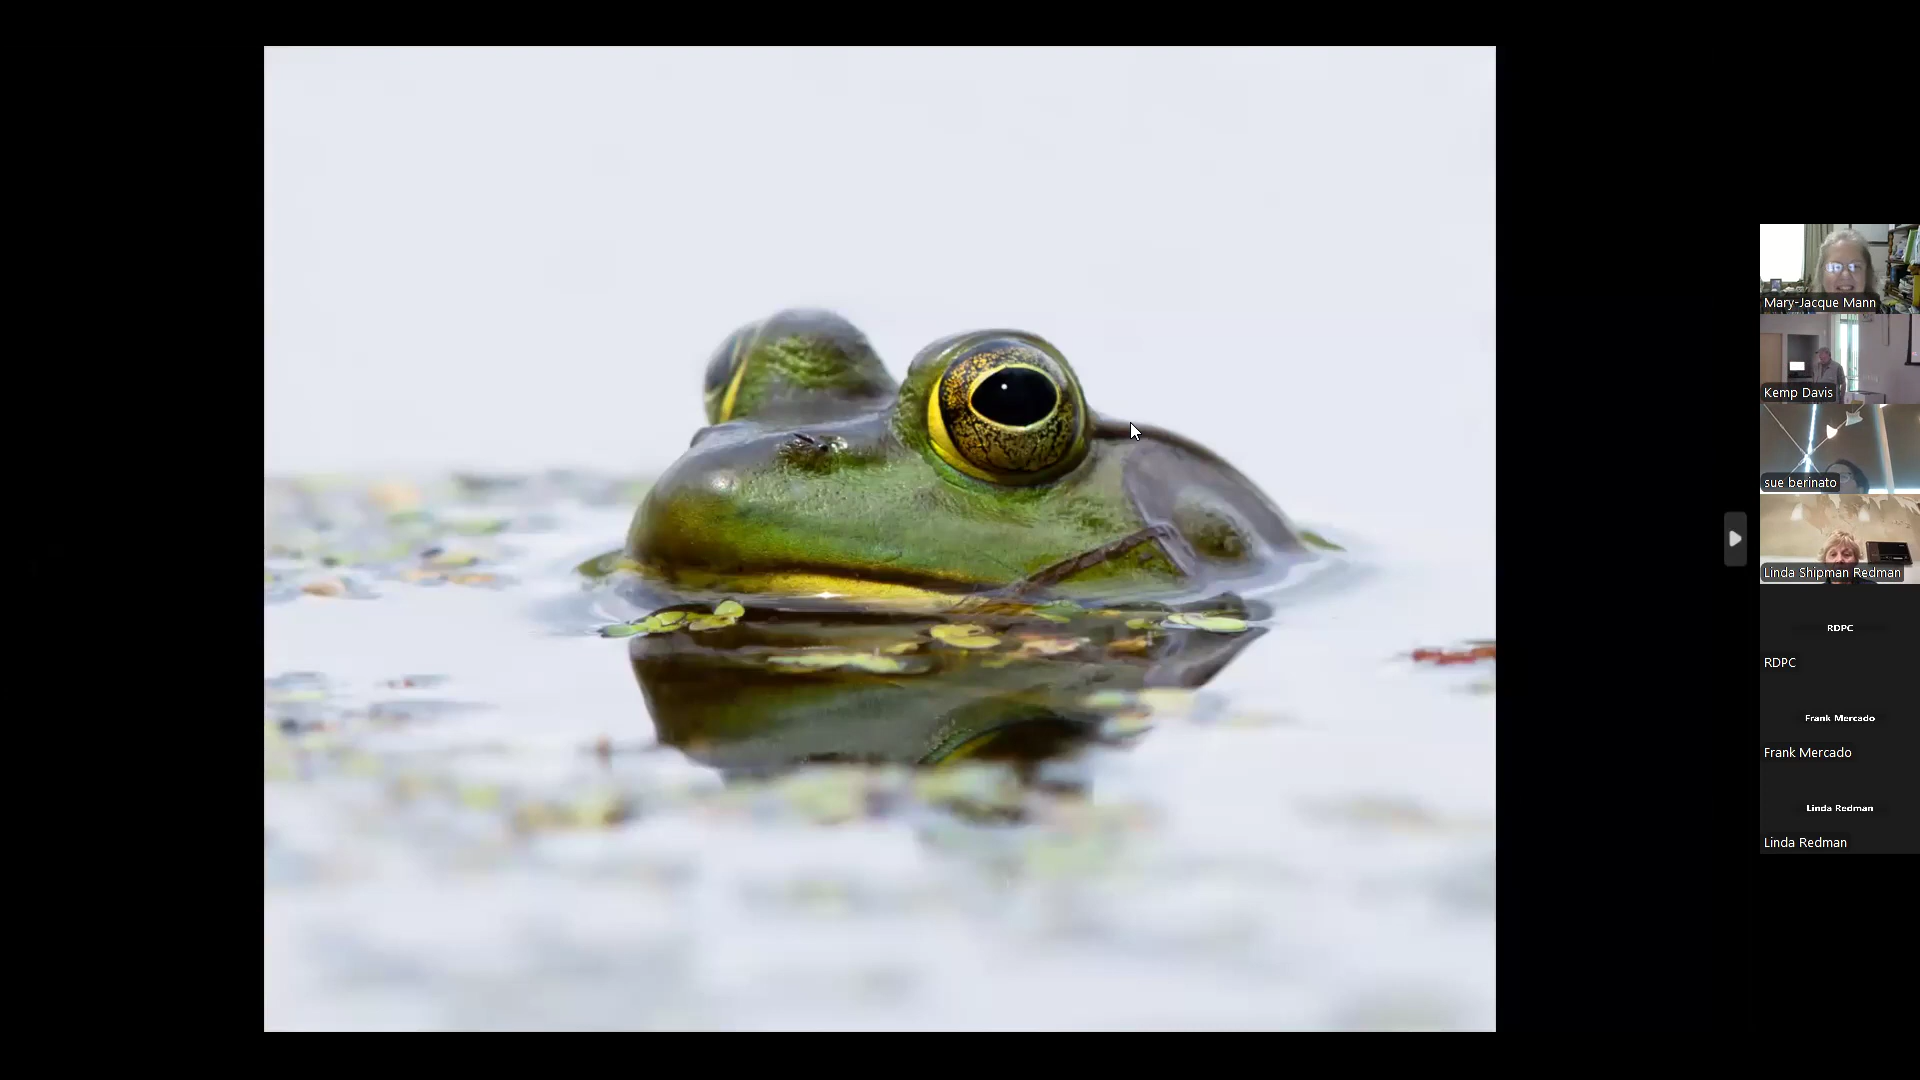 Mary-Jacque Mann
Kemp Davis
sue berinato
Linda Shipman Redman
RDPC
RDPC
Frank Mercado
Frank Mercado
Linda Redman
Linda Redman